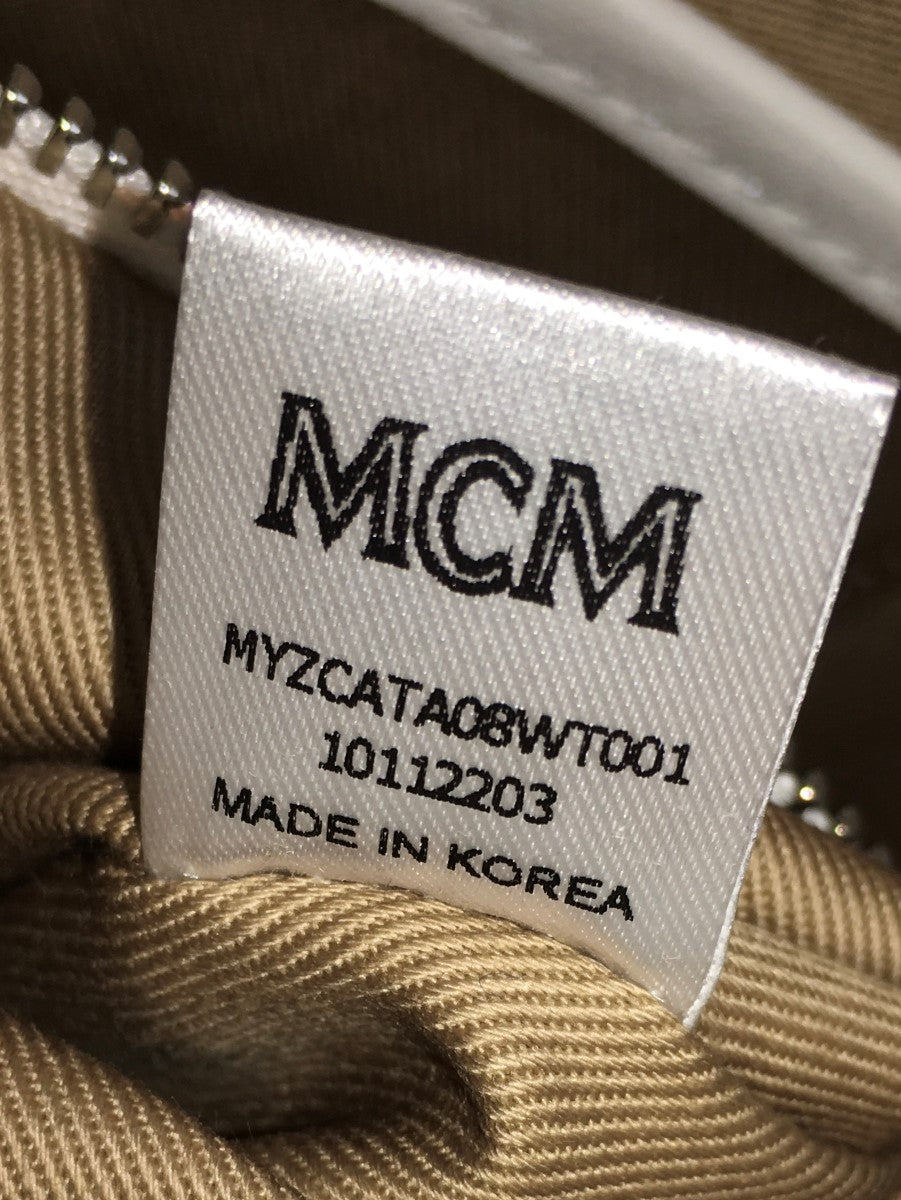 MCM
MYZCATA08WT001
10112203
MADE IN KOREA